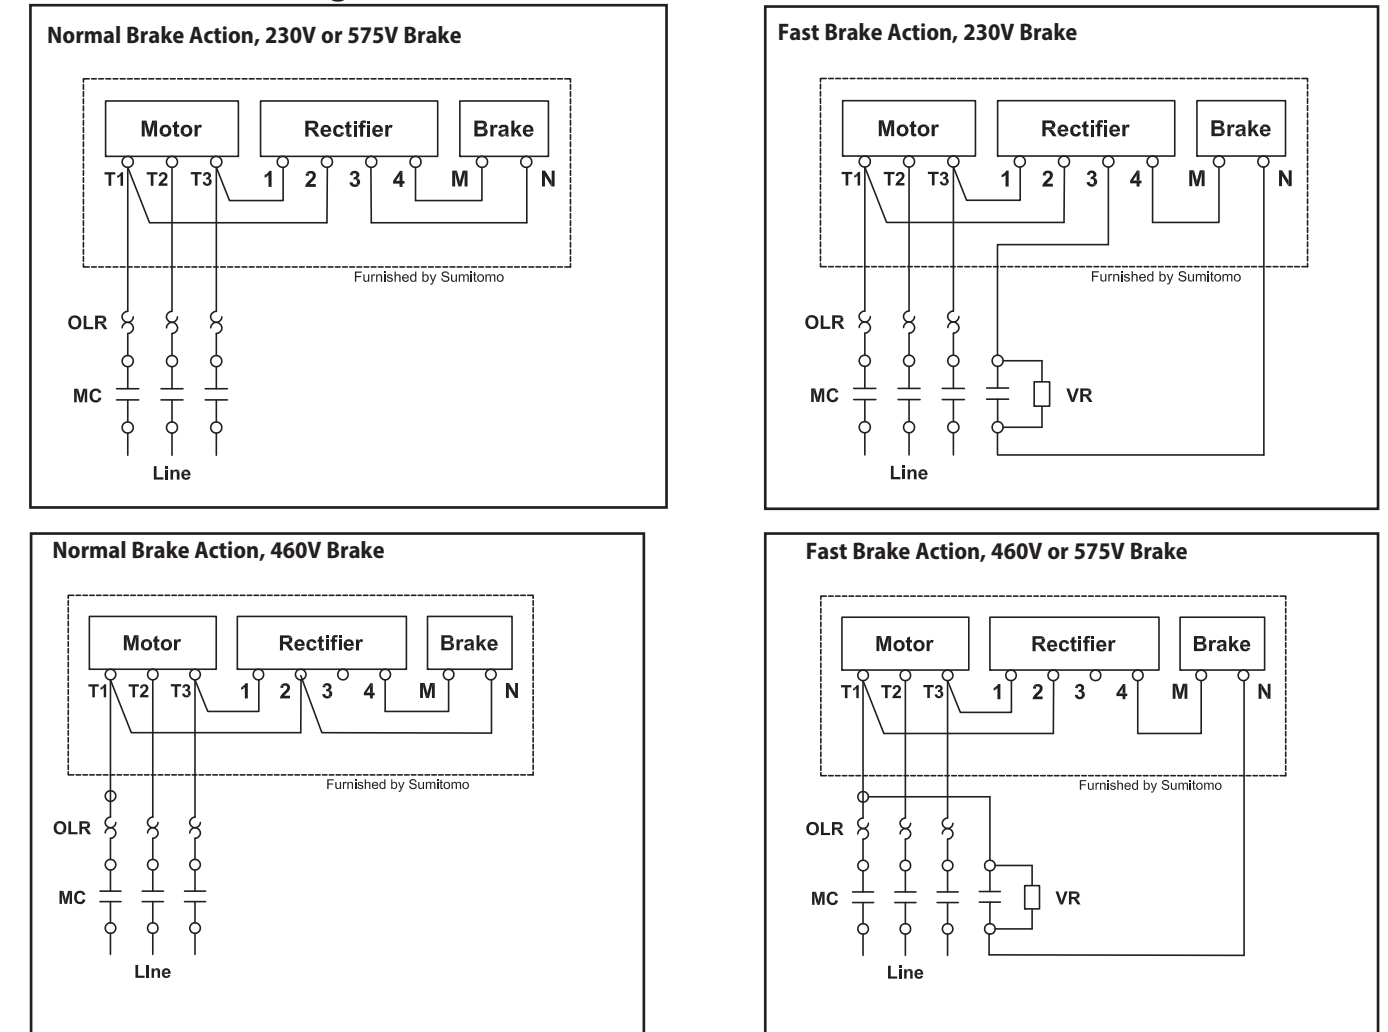 Normal Brake Action, 230V or 575V Brake
Motor Rectifier Brake
T1 T2 T3 1 2 3 4 M N
Furnished by Sumitomo
OLR
MC
Line
Fast Brake Action, 230V Brake
Motor Rectifier Brake
T1 T2 T3 1 2 3 4 M N
Furnished by Sumitomo
OLR
MC VR
Line
Normal Brake Action, 460V Brake
Motor Rectifier Brake
T1 T2 T3 1 2 3 4 M N
Furnished by Sumitomo
OLR
MC
LIne
Fast Brake Action, 460V or 575V Brake
Motor Rectifier Brake
T1 T2 T3 1 2 3 4 M N
Furnished by Sumitomo
OLR
MC VR
Line